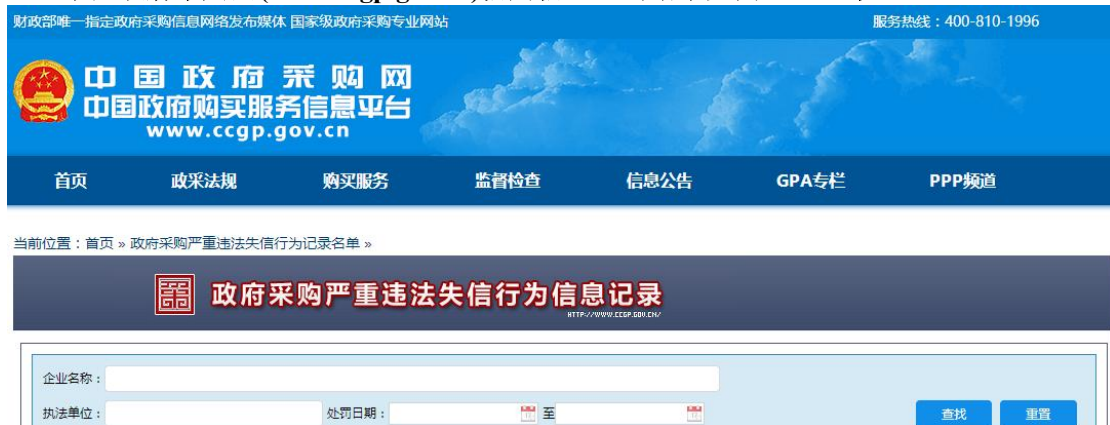 财政部唯一指定政府采购信息网络发布媒体 国家级政府采购专业网站
服务热线：400-810-1996
中国政府采购网
中国政府购买服务信息平台
www.ccgp.gov.cn
首页 政采法规 购买服务 监督检查 信息公告 GPA专栏 PPP频道
当前位置：首页 » 政府采购严重违法失信行为记录名单 »
政府采购严重违法失信行为信息记录
HTTP://WWW.CCGP.GOV.CN/
企业名称：
执法单位： 处罚日期： 至 查找 重置